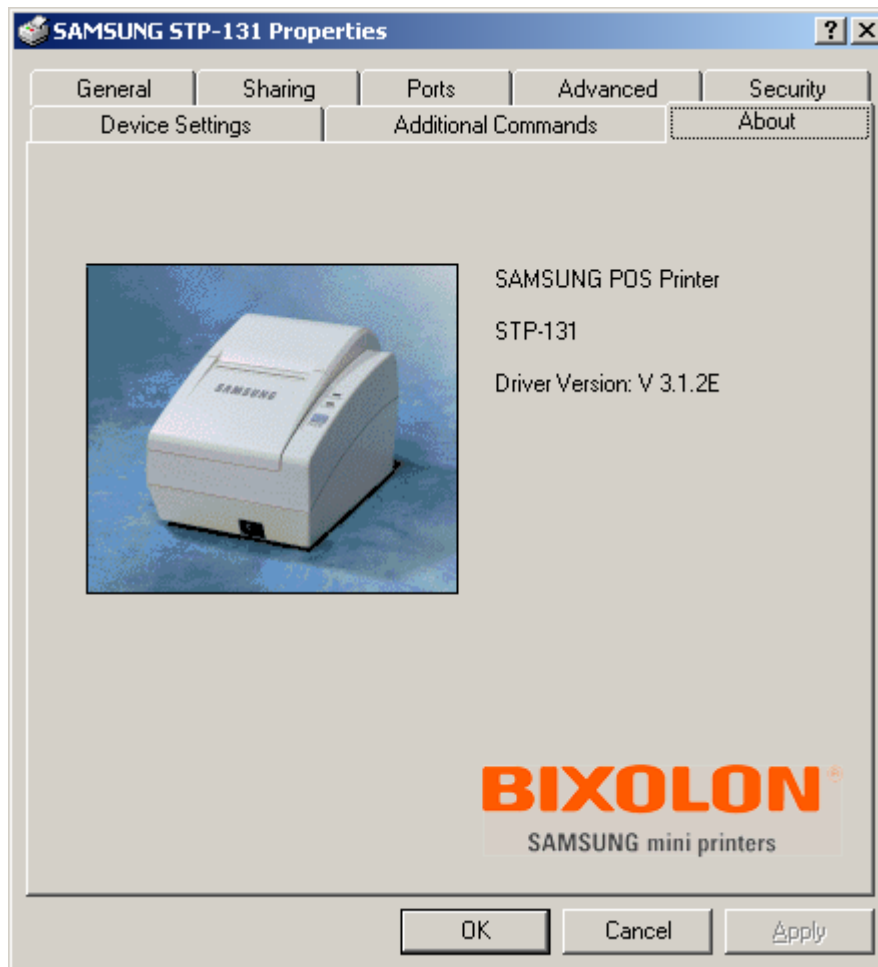 SAMSUNG STP-131 Properties
General Sharing Ports Advanced Security
Device Settings Additional Commands About
SAMSUNG
SAMSUNG POS Printer
STP-131
Driver Version: V 3.1.2E
BIXOLON®
SAMSUNG mini printers
OK Cancel Apply